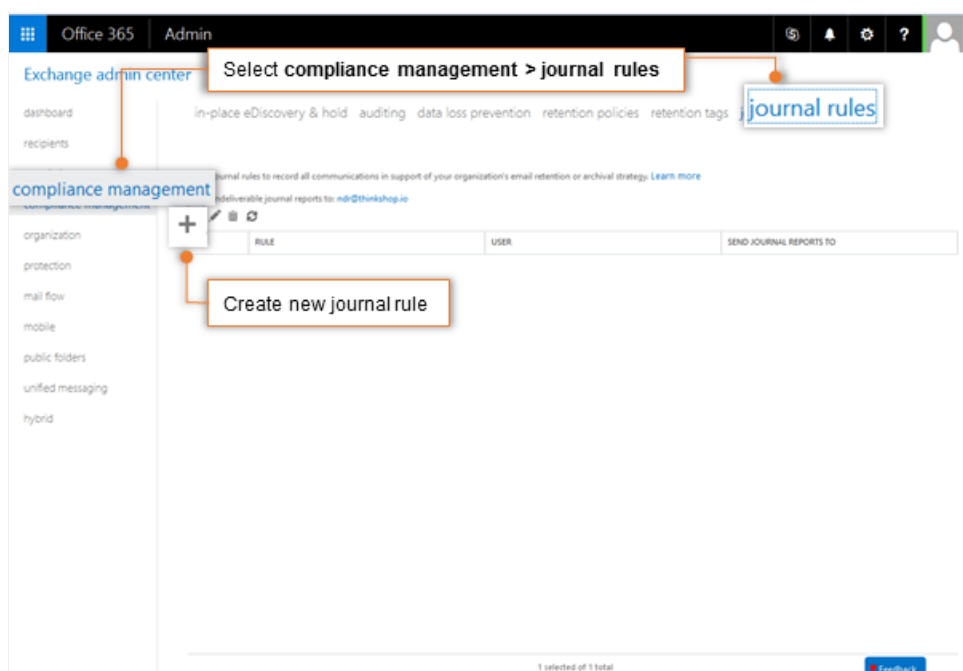 Office 365 Admin ?
Exchange admin center
Select compliance management > journal rules
dashboard
in-place eDiscovery & hold auditing data loss prevention retention policies retention tags journal rules
recipients
journal rules to record all communications in support of your organization's email retention or archival strategy. Learn more
compliance management
compliance management
journal reports to: ndr@thinkshop.io
+
organization
RULE USER SEND JOURNAL REPORTS TO
protection
mail flow
Create new journal rule
mobile
public folders
unified messaging
hybrid
1 selected of 1 total
Feedback